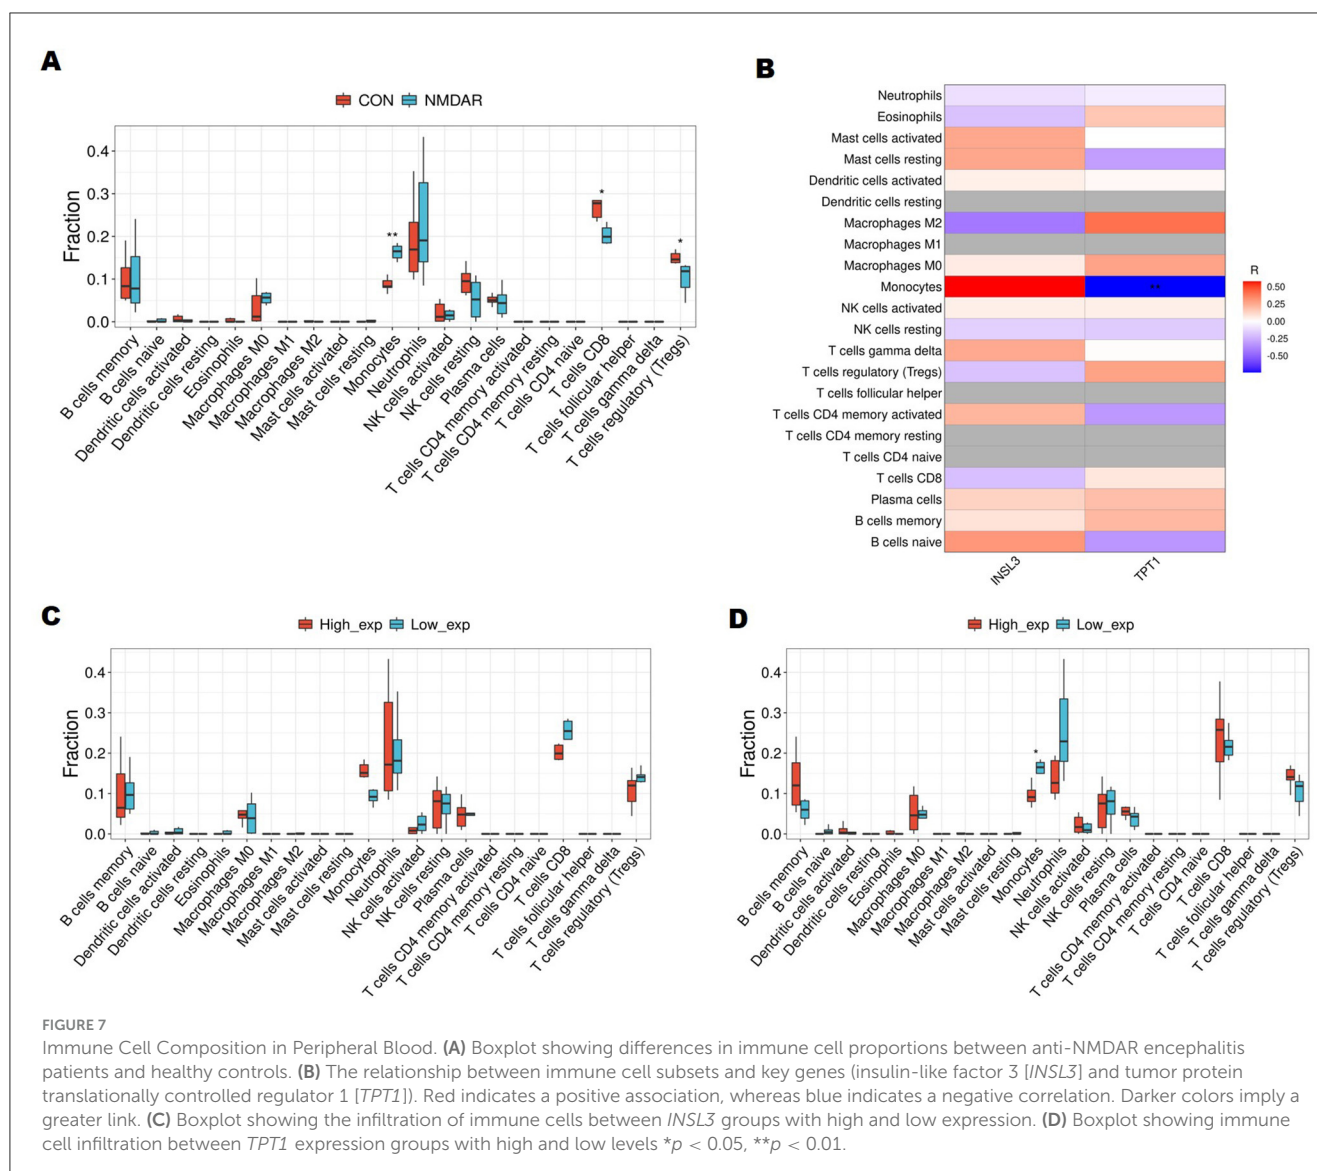 A
CON NMDAR
Fraction
0.4
0.3
0.2
0.1
0.0
**
*
*
B cells memory
B cells naive
Dendritic cells activated
Dendritic cells resting
Eosinophils
Macrophages M0
Macrophages M1
Macrophages M2
Mast cells activated
Mast cells resting
Monocytes
Neutrophils
NK cells activated
NK cells resting
Plasma cells
T cells CD4 memory activated
T cells CD4 memory resting
T cells CD4 naive
T cells CD8
T cells follicular helper
T cells gamma delta
T cells regulatory (Tregs)
B
Neutrophils
Eosinophils
Mast cells activated
Mast cells resting
Dendritic cells activated
Dendritic cells resting
Macrophages M2
Macrophages M1
Macrophages M0
Monocytes
**
NK cells activated
NK cells resting
T cells gamma delta
T cells regulatory (Tregs)
T cells follicular helper
T cells CD4 memory activated
T cells CD4 memory resting
T cells CD4 naive
T cells CD8
Plasma cells
B cells memory
B cells naive
INSL3
TPT1
R
0.50
0.25
0.00
-0.25
-0.50
C
High_exp Low_exp
Fraction
0.4
0.3
0.2
0.1
0.0
B cells memory
B cells naive
B cells activated
Dendritic cells resting
Dendritic cells resting
Eosinophils
Macrophages M0
Macrophages M1
Macrophages M2
Mast cells activated
Mast cells resting
Monocytes
Neutrophils
NK cells activated
NK cells resting
Plasma cells
T cells CD4 memory activated
T cells CD4 memory resting
T cells CD4 naive
T cells CD8
T cells follicular helper
T cells gamma delta
T cells regulatory (Tregs)
D
High_exp Low_exp
Fraction
0.4
0.3
0.2
0.1
0.0
*
B cells memory
B cells naive
Dendritic cells activated
Dendritic cells resting
Eosinophils
Macrophages M0
Macrophages M1
Macrophages M2
Mast cells activated
Mast cells resting
Monocytes
Neutrophils
NK cells activated
NK cells resting
Plasma cells
T cells CD4 memory activated
T cells CD4 memory resting
T cells CD4 naive
T cells CD8
T cells follicular helper
T cells gamma delta
T cells regulatory (Tregs)
FIGURE 7
Immune Cell Composition in Peripheral Blood. (A) Boxplot showing differences in immune cell proportions between anti-NMDAR encephalitis
patients and healthy controls. (B) The relationship between immune cell subsets and key genes (insulin-like factor 3 [INSL3] and tumor protein
translationally controlled regulator 1 [TPT1]). Red indicates a positive association, whereas blue indicates a negative correlation. Darker colors imply a
greater link. (C) Boxplot showing the infiltration of immune cells between INSL3 groups with high and low expression. (D) Boxplot showing immune
cell infiltration between TPT1 expression groups with high and low levels *p < 0.05, **p < 0.01.